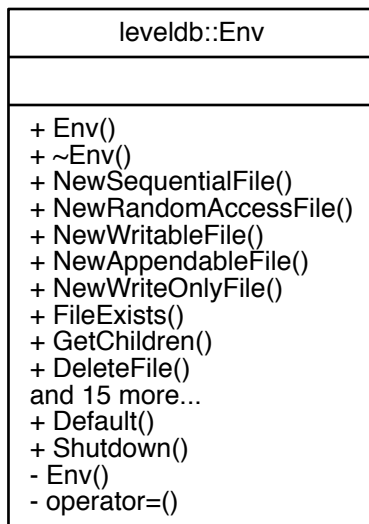 leveldb::Env
+ Env()
+ ~Env()
+ NewSequentialFile()
+ NewRandomAccessFile()
+ NewWritableFile()
+ NewAppendableFile()
+ NewWriteOnlyFile()
+ FileExists()
+ GetChildren()
+ DeleteFile()
and 15 more...
+ Default()
+ Shutdown()
- Env()
- operator=()